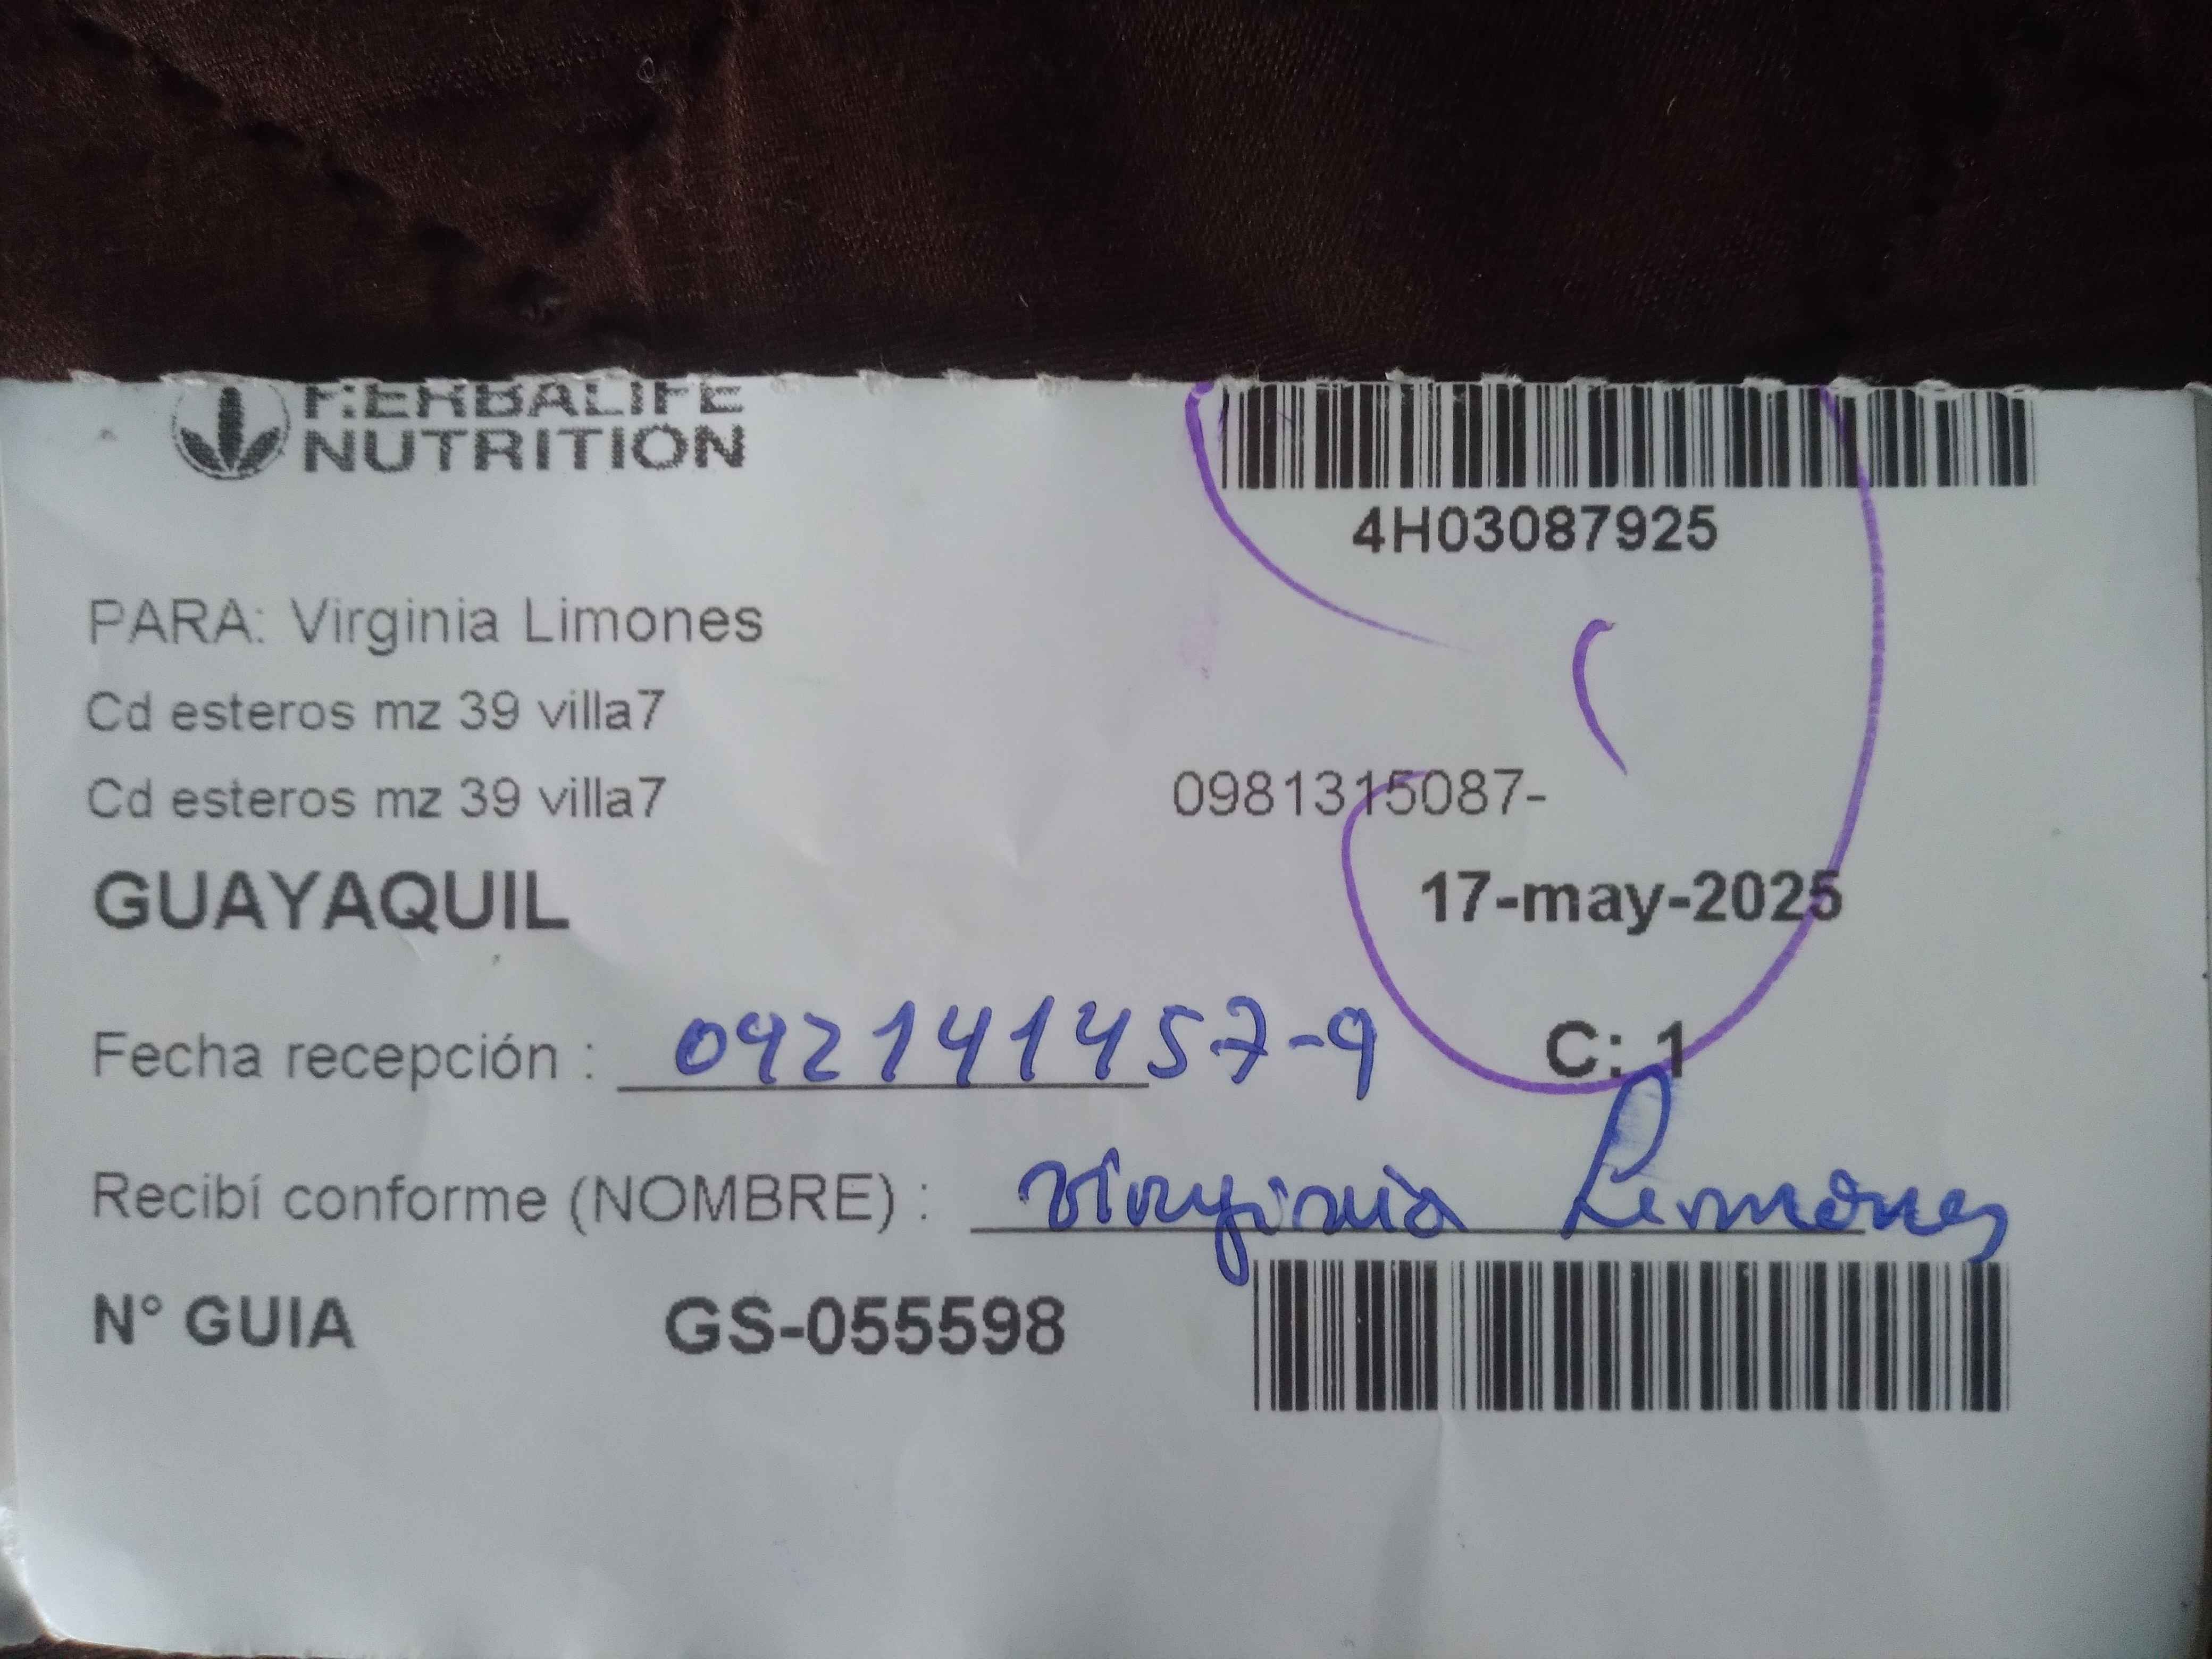 HERBALIFE
NUTRITION
4H03087925
PARA: Virginia Limones
Cd esteros mz 39 villa7
Cd esteros mz 39 villa7 0981315087-
GUAYAQUIL 17-may-2025
Fecha recepción : 092141457-9 C: 1
Recibí conforme (NOMBRE) : Virginia Limones
N° GUIA GS-055598